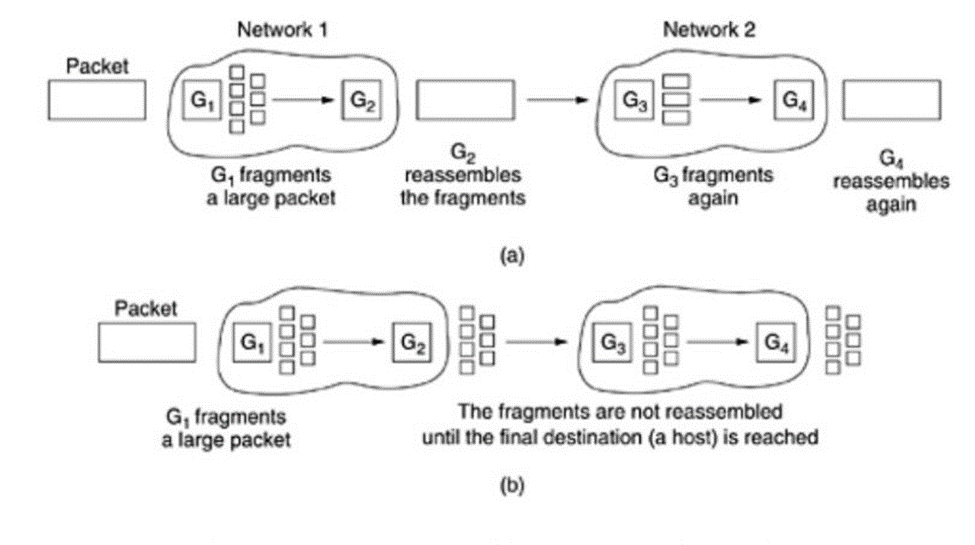 Network 1
Network 2
Packet
G1
G2
G3
G4
G1 fragments
a large packet
G2
reassembles
the fragments
G3 fragments
again
G4
reassembles
again
(a)
Packet
G1
G2
G3
G4
G1 fragments
a large packet
The fragments are not reassembled
until the final destination (a host) is reached
(b)